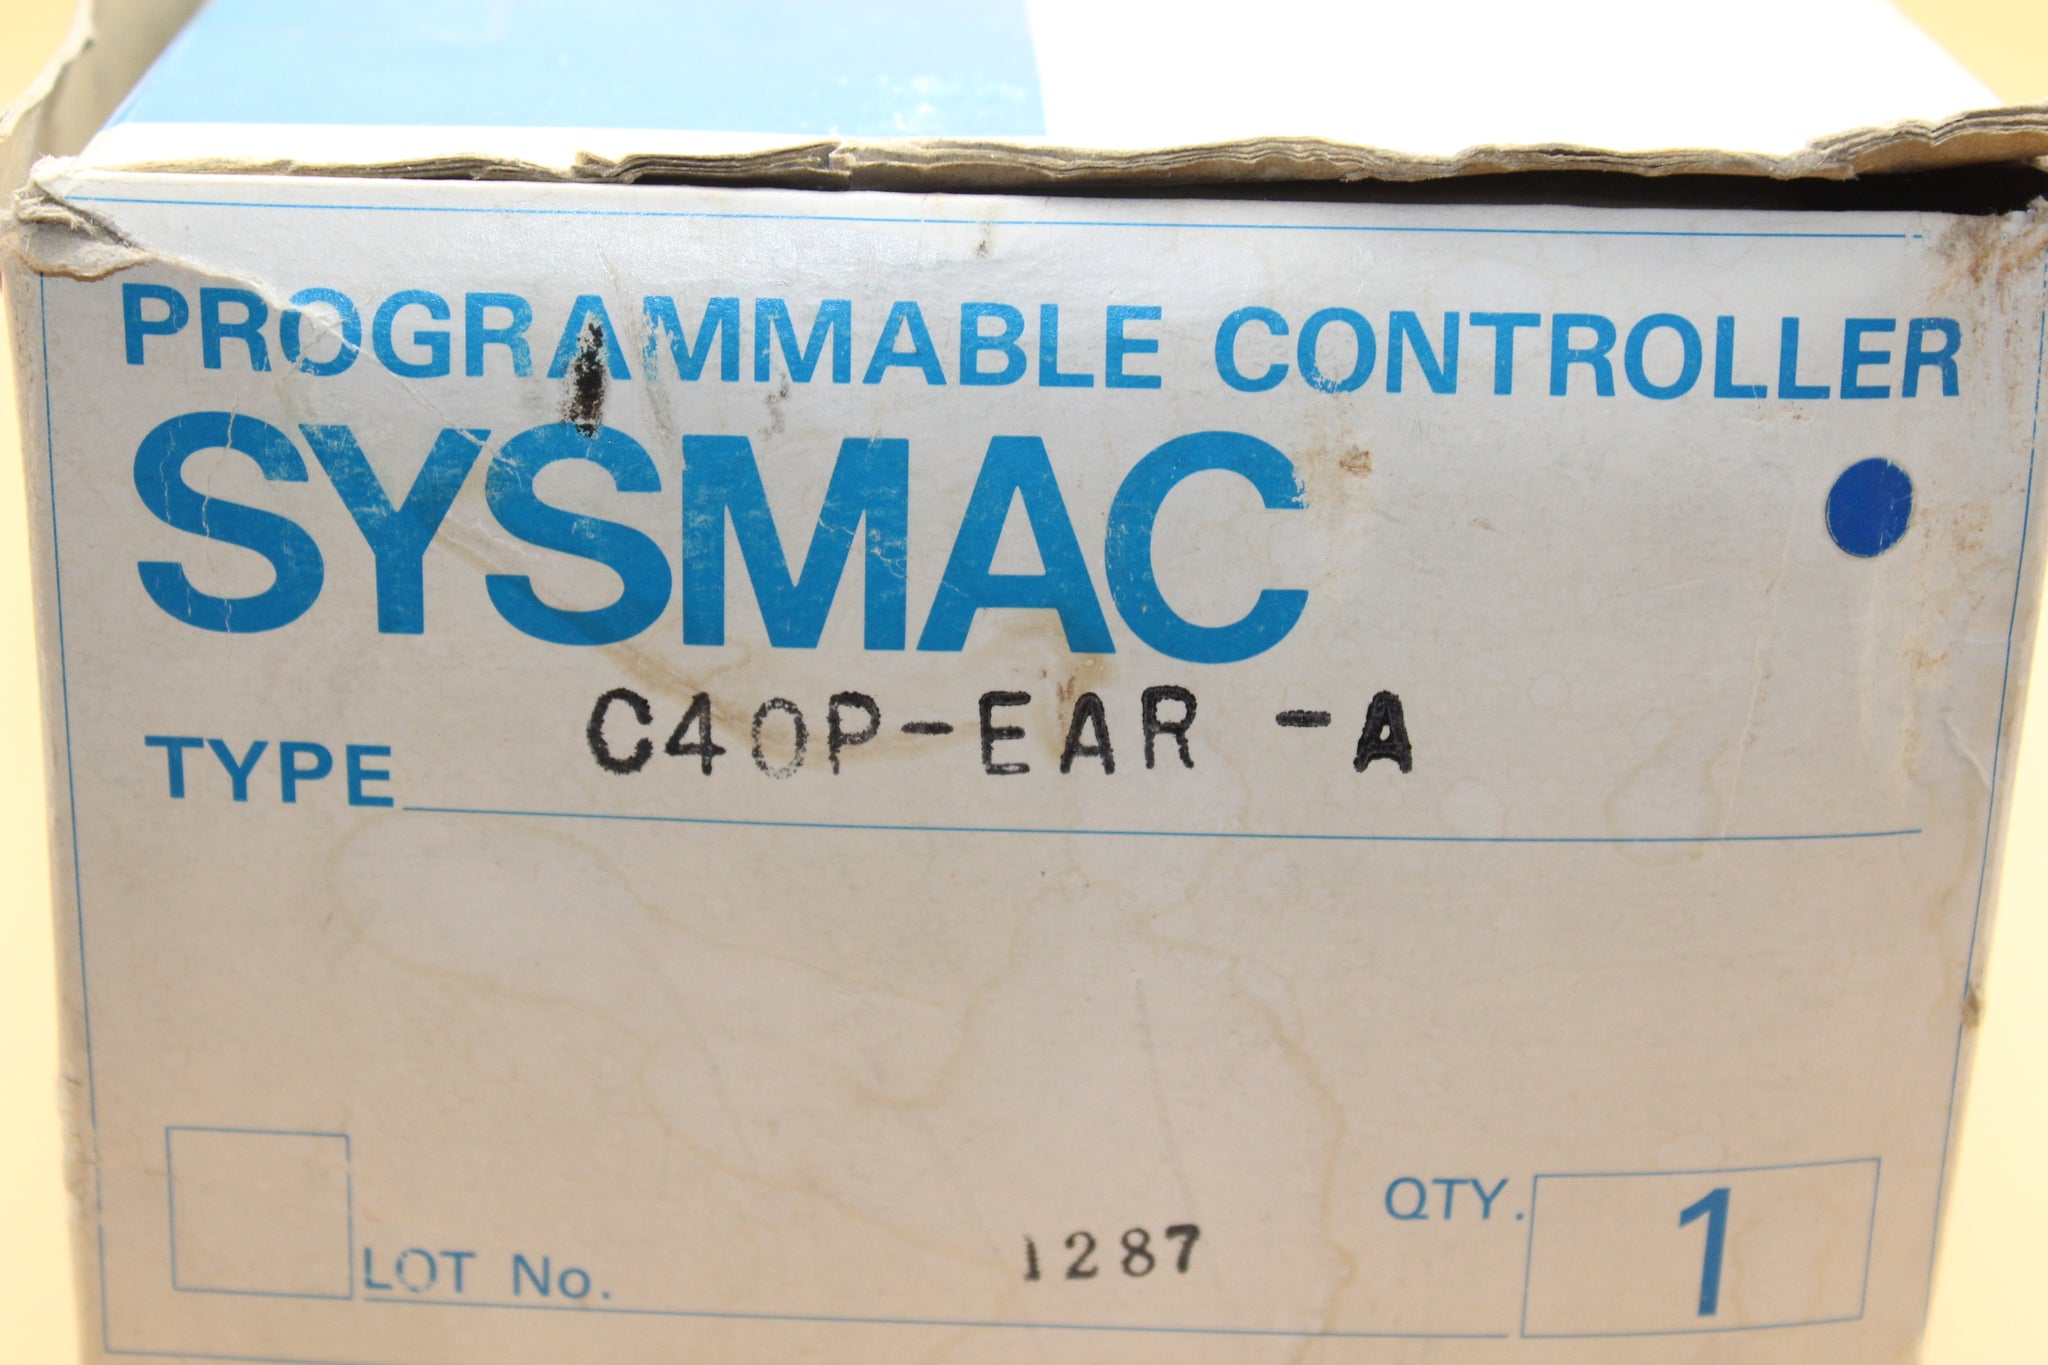 PROGRAMMABLE CONTROLLER
SYSMAC
TYPE C40P-EAR -A
QTY. 1
LOT No. 1287